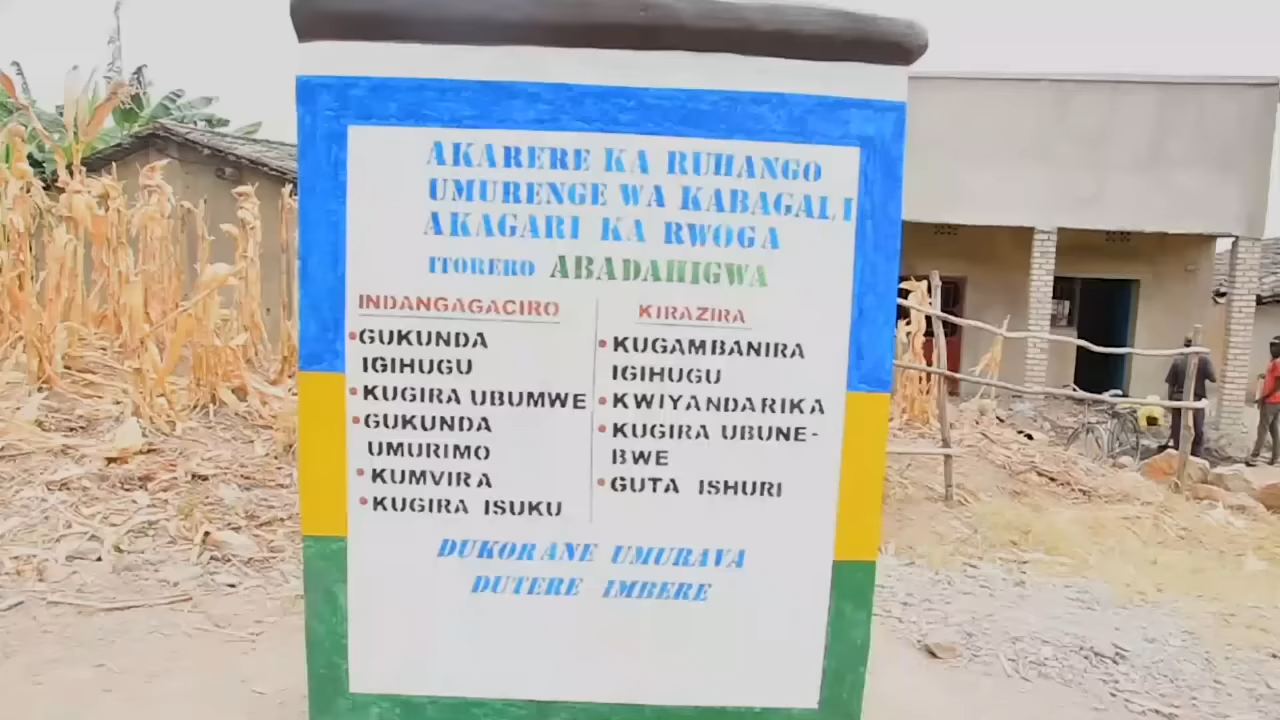 AKARERE KA RUHANGO
UMURENGE WA KABAGALI
AKAGARI KA RWOGA
ITORERO ABADAHIGWA
INDANGAGACIRO
•GUKUNDA
IGIHUGU
•KUGIRA UBUMWE
•GUKUNDA
UMURIMO
•KUMVIRA
•KUGIRA ISUKU
KIRAZIRA
•KUGAMBANIRA
IGIHUGU
•KWIYANDARIKA
•KUGIRA UBUNE-
BWE
•GUTA ISHURI
DUKORANE UMURAVA
DUTERE IMBERE